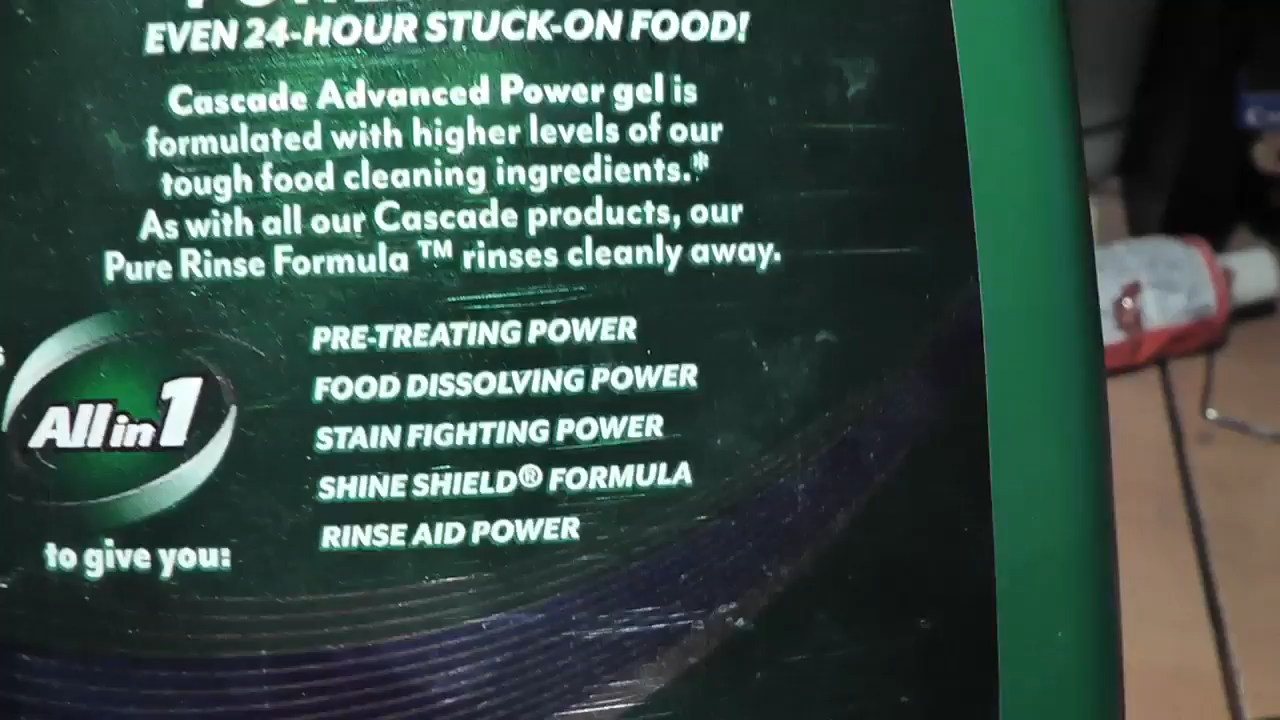 EVEN 24-HOUR STUCK-ON FOOD!
Cascade Advanced Power gel is
formulated with higher levels of our
tough food cleaning ingredients.*
As with all our Cascade products, our
Pure Rinse Formula ™ rinses cleanly away.
All in 1
to give you:
PRE-TREATING POWER
FOOD DISSOLVING POWER
STAIN FIGHTING POWER
SHINE SHIELD® FORMULA
RINSE AID POWER